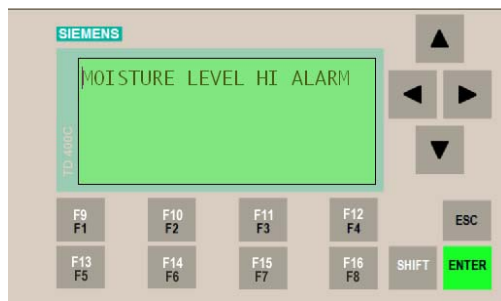 SIEMENS
MOISTURE LEVEL HI ALARM
TD 400C
F9 F10 F11 F12
F1 F2 F3 F4 ESC
F13 F14 F15 F16
F5 F6 F7 F8 SHIFT ENTER